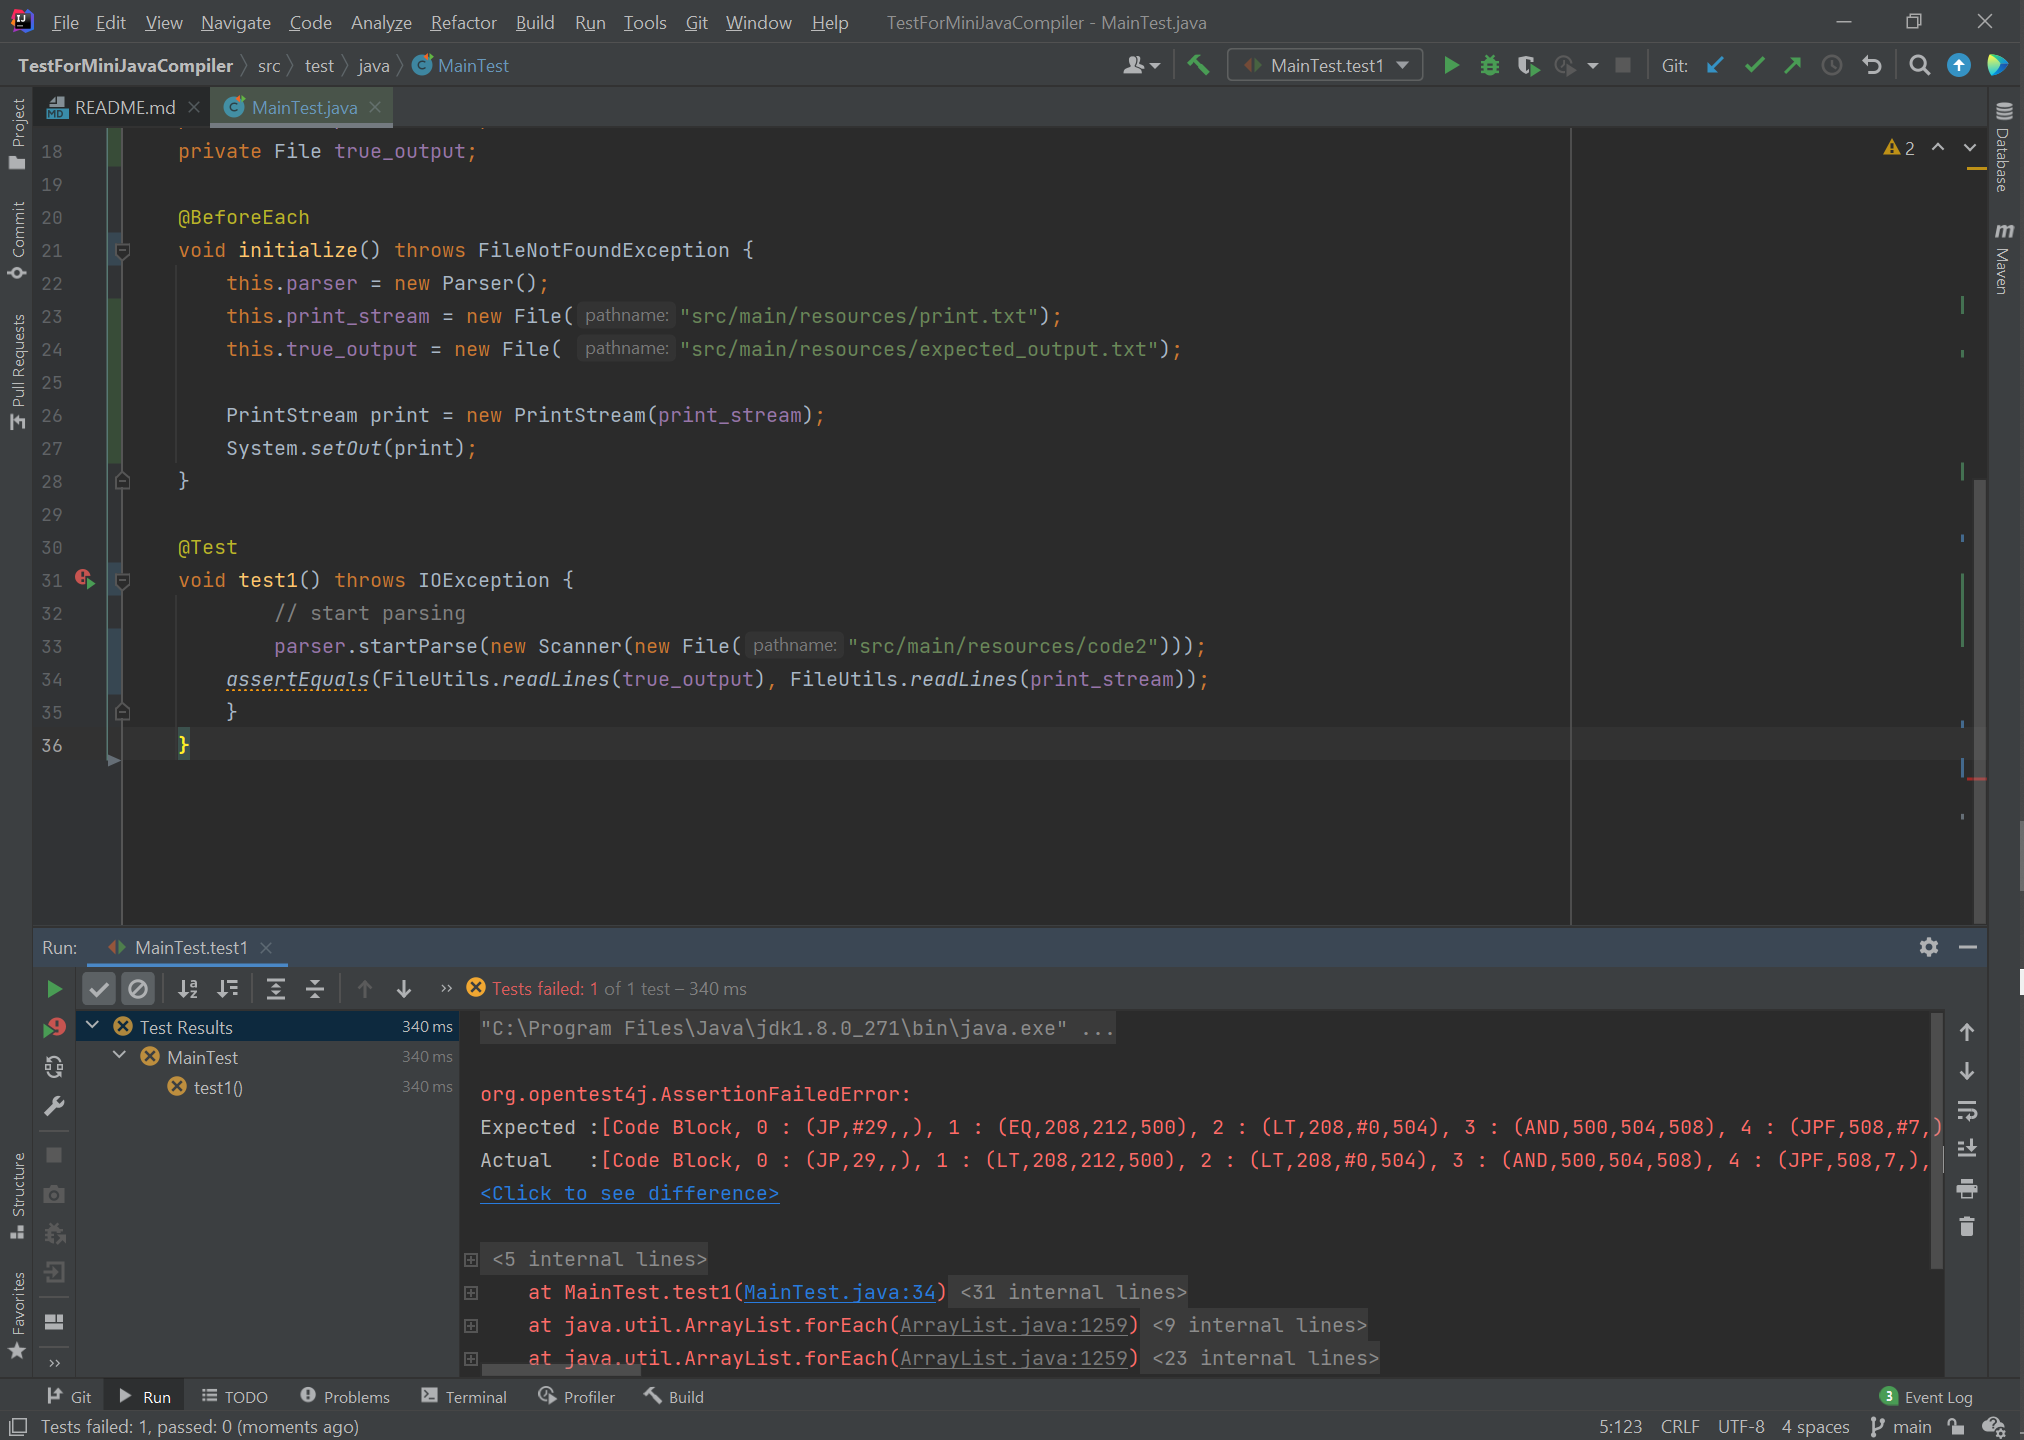 File Edit View Navigate Code Analyze Refactor Build Run Tools Git Window Help TestForMiniJavaCompiler - MainTest.java
TestForMiniJavaCompiler src test java MainTest MainTest.test1 Git:
README.md MainTest.java
Project
Commit
Pull Requests
Structure
Favorites
Database
Maven
2
18 private File true_output;
19
20 @BeforeEach
21 void initialize() throws FileNotFoundException {
22 this.parser = new Parser();
23 this.print_stream = new File( pathname: "src/main/resources/print.txt");
24 this.true_output = new File( pathname: "src/main/resources/expected_output.txt");
25
26 PrintStream print = new PrintStream(print_stream);
27 System.setOut(print);
28 }
29
30 @Test
31 void test1() throws IOException {
32 // start parsing
33 parser.startParse(new Scanner(new File( pathname: "src/main/resources/code2")));
34 assertEquals(FileUtils.readLines(true_output), FileUtils.readLines(print_stream));
35 }
36 }
Run: MainTest.test1
Tests failed: 1 of 1 test – 340 ms
Test Results 340 ms
MainTest 340 ms
test1() 340 ms
"C:\Program Files\Java\jdk1.8.0_271\bin\java.exe" ...
org.opentest4j.AssertionFailedError:
Expected :[Code Block, 0 : (JP,#29,,), 1 : (EQ,208,212,500), 2 : (LT,208,#0,504), 3 : (AND,500,504,508), 4 : (JPF,508,#7,)
Actual :[Code Block, 0 : (JP,29,,), 1 : (LT,208,212,500), 2 : (LT,208,#0,504), 3 : (AND,500,504,508), 4 : (JPF,508,7,),
<Click to see difference>
<5 internal lines>
at MainTest.test1(MainTest.java:34) <31 internal lines>
at java.util.ArrayList.forEach(ArrayList.java:1259) <9 internal lines>
at java.util.ArrayList.forEach(ArrayList.java:1259) <23 internal lines>
Git Run TODO Problems Terminal Profiler Build 3 Event Log
Tests failed: 1, passed: 0 (moments ago) 5:123 CRLF UTF-8 4 spaces main